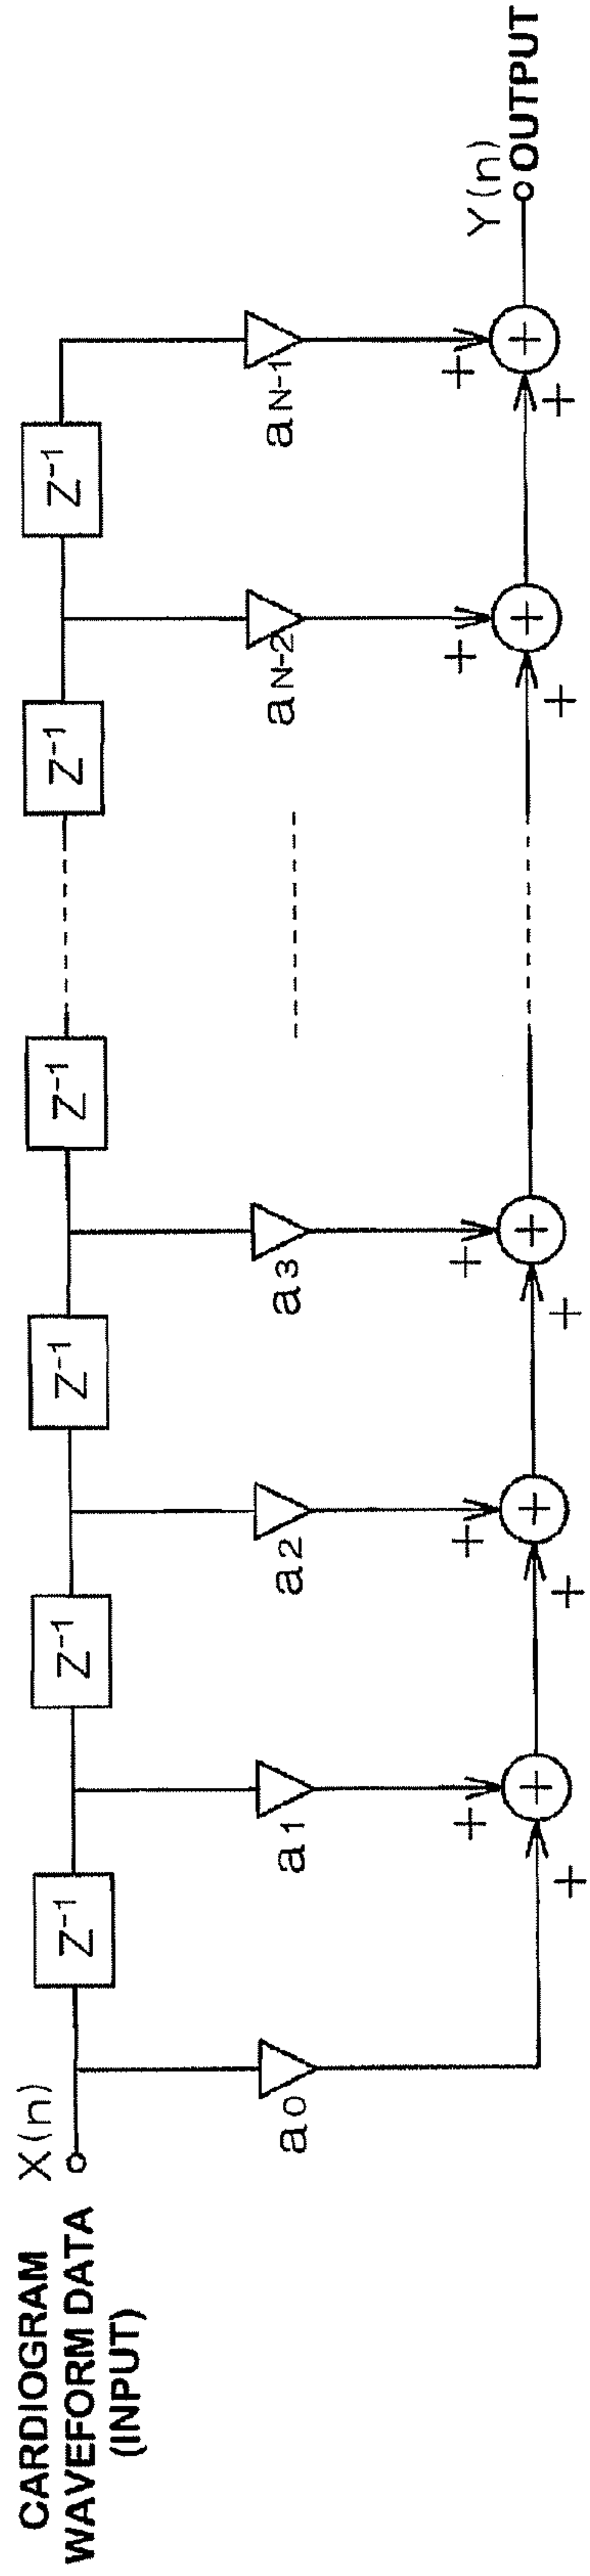 CARDIOGRAM
WAVEFORM DATA
(INPUT)
X(n)
Z⁻¹
Z⁻¹
Z⁻¹
Z⁻¹
Z⁻¹
Z⁻¹
a0
a1
a2
a3
aN-2
aN-1
+ + +
+ + +
+ + +
+ + +
+ + +
Y(n)
OUTPUT